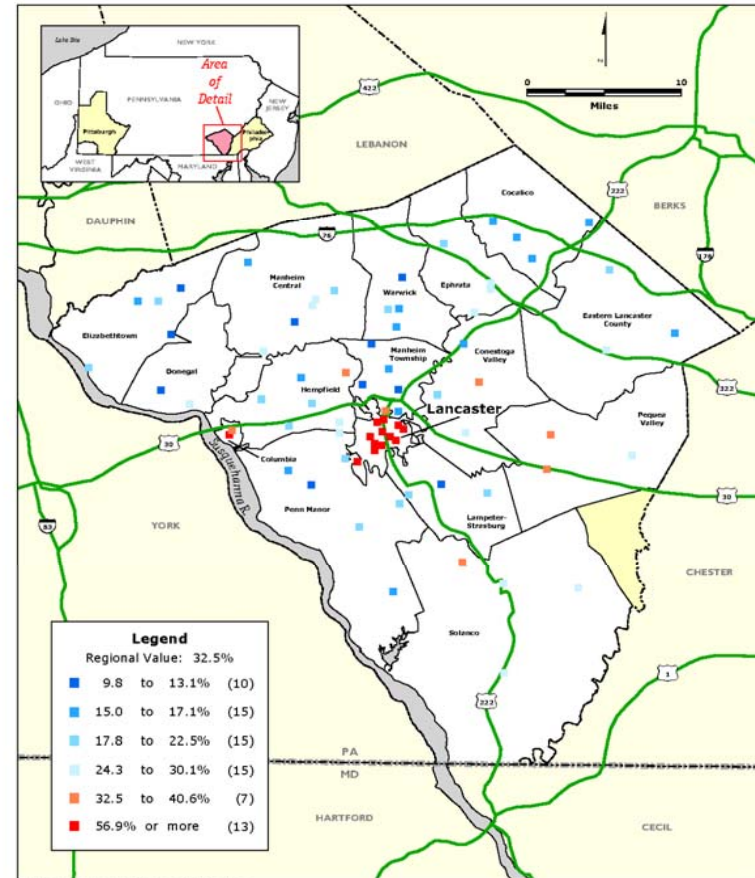 Lake Erie
NEW YORK
Area
of
Detail
OHIO
PENNSYLVANIA
NEW
JERSEY
Pittsburgh
Philadel-
phia
WEST
VIRGINIA
MARYLAND
z
0
10
Miles
422
LEBANON
222
BERKS
Cocalico
DAUPHIN
76
176
Manheim
Central
Warwick
Ephrata
Elizabethtown
Eastern Lancaster
County
Manheim
Township
Conestoga
Valley
Donegal
Hempfield
222
Lancaster
Pequea
Valley
30
Columbia
Susquehanna R.
Penn Manor
Lampeter-
Strasburg
30
83
YORK
CHESTER
Solanco
1
222
Legend
Regional Value: 32.5%
9.8 to 13.1% (10)
15.0 to 17.1% (15)
17.8 to 22.5% (15)
24.3 to 30.1% (15)
32.5 to 40.6% (7)
56.9% or more (13)
PA
MD
HARTFORD
CECIL